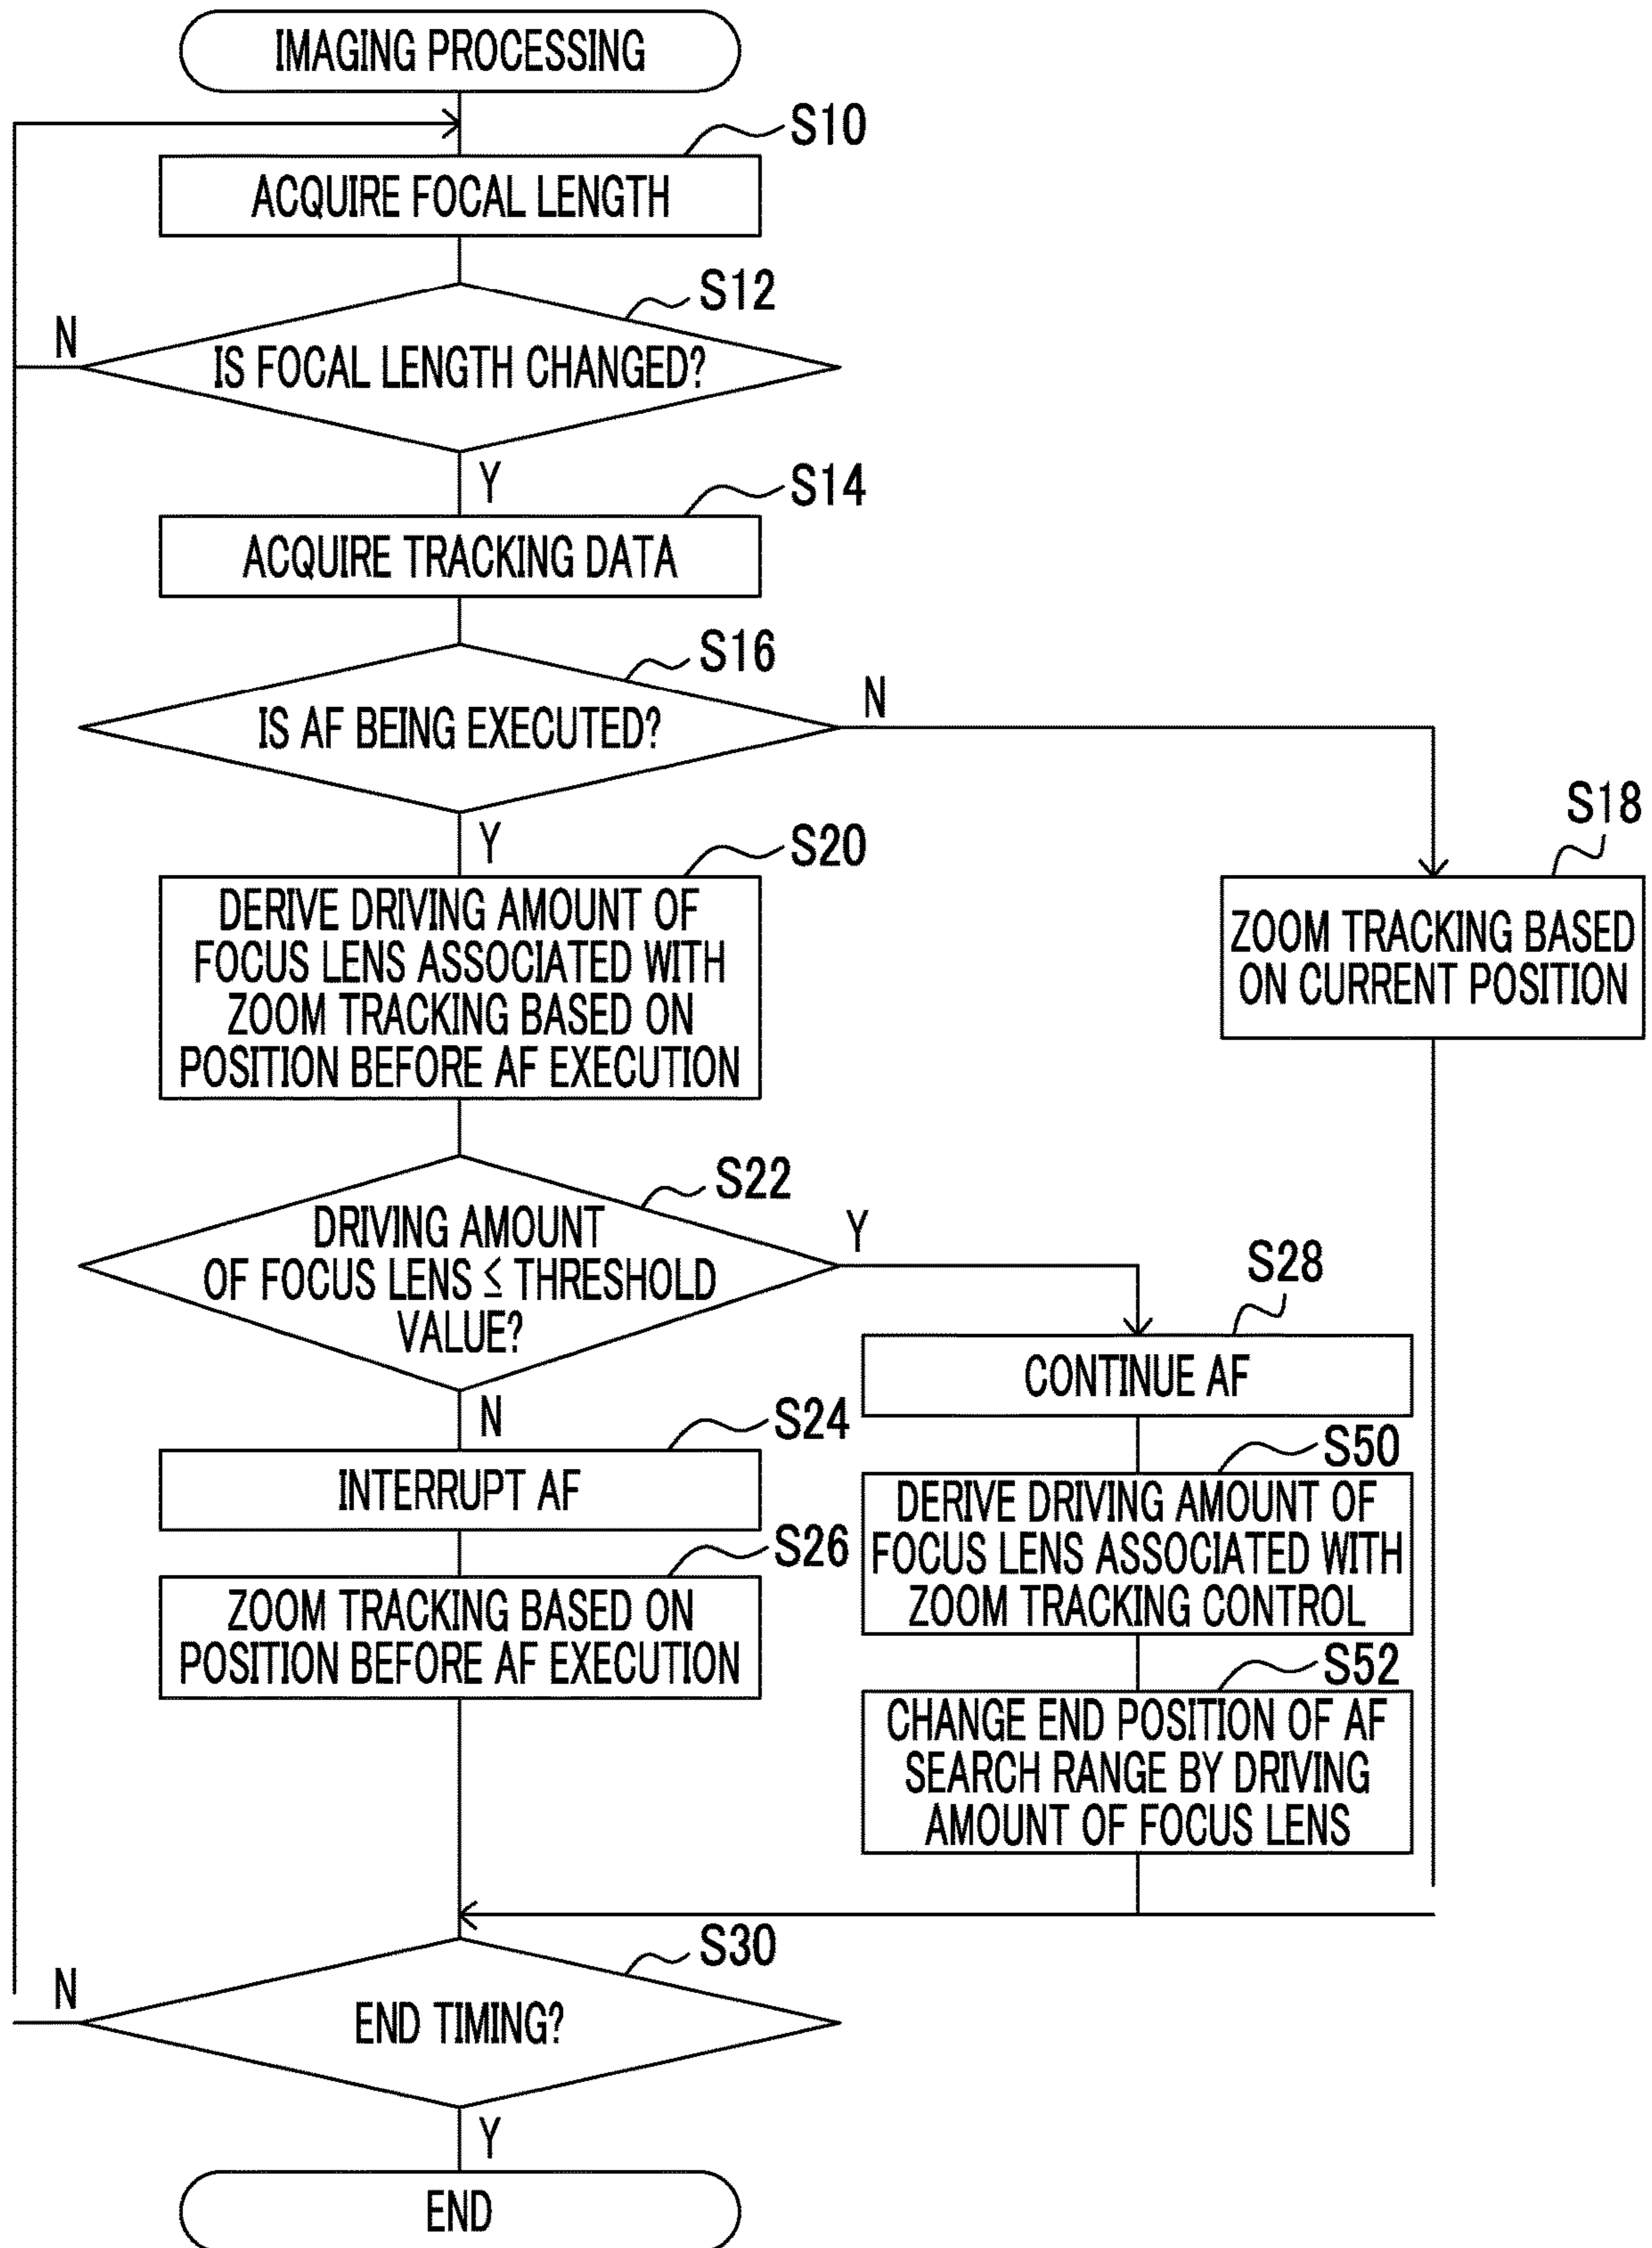 IMAGING PROCESSING
S10
ACQUIRE FOCAL LENGTH
S12
N
IS FOCAL LENGTH CHANGED?
Y
S14
ACQUIRE TRACKING DATA
S16
N
IS AF BEING EXECUTED?
Y
S18
ZOOM TRACKING BASED
ON CURRENT POSITION
S20
DERIVE DRIVING AMOUNT OF
FOCUS LENS ASSOCIATED WITH
ZOOM TRACKING BASED ON
POSITION BEFORE AF EXECUTION
S22
Y
DRIVING AMOUNT
OF FOCUS LENS ≤ THRESHOLD
VALUE?
N
S24
INTERRUPT AF
S26
ZOOM TRACKING BASED ON
POSITION BEFORE AF EXECUTION
S28
CONTINUE AF
S50
DERIVE DRIVING AMOUNT OF
FOCUS LENS ASSOCIATED WITH
ZOOM TRACKING CONTROL
S52
CHANGE END POSITION OF AF
SEARCH RANGE BY DRIVING
AMOUNT OF FOCUS LENS
S30
N
END TIMING?
Y
END